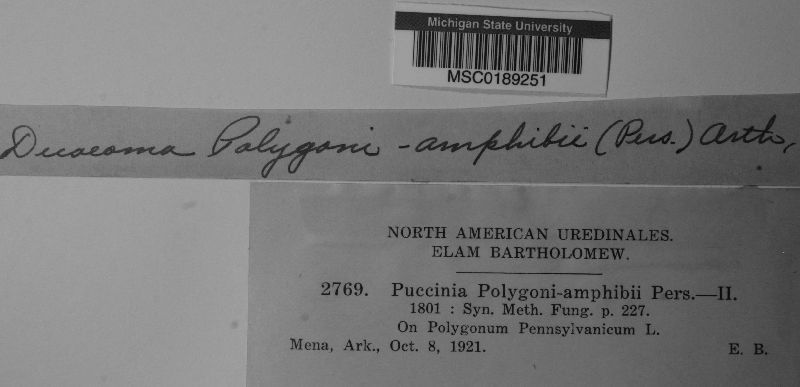 Michigan State University
MSC0189251
Dicaeoma Polygoni-amphibii (Pers.) Arth.,
NORTH AMERICAN UREDINALES.
ELAM BARTHOLOMEW.
2769. Puccinia Polygoni-amphibii Pers.—II.
1801 : Syn. Meth. Fung. p. 227.
On Polygonum Pennsylvanicum L.
Mena, Ark., Oct. 8, 1921. E. B.